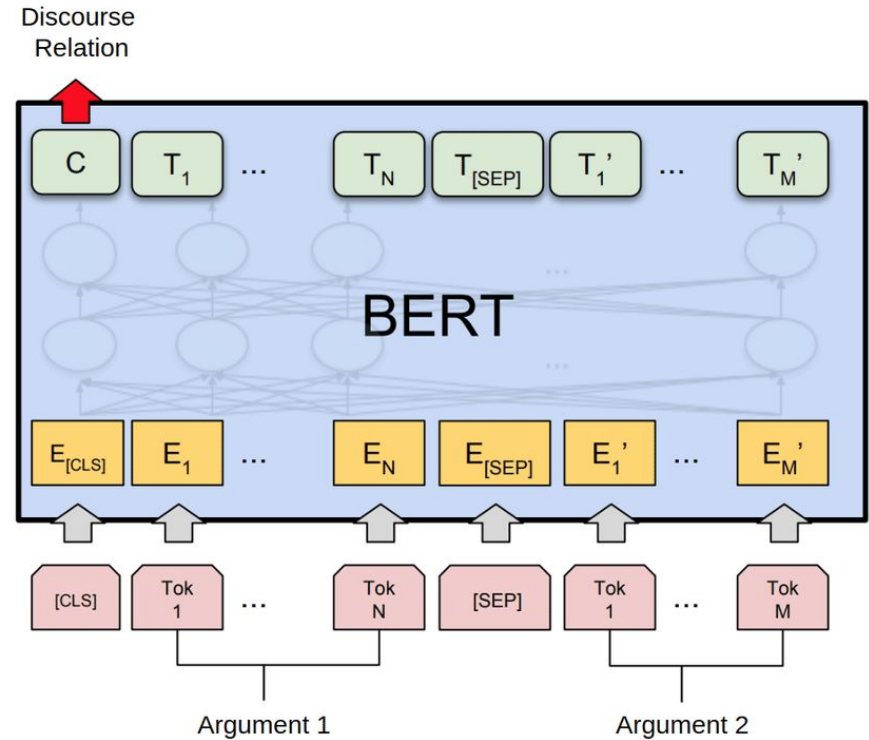 Discourse
Relation
C T1 ... TN T[SEP] T1’ ... TM’
...
BERT
...
E[CLS] E1 ... EN E[SEP] E1’ ... EM’
[CLS] Tok 1 ... Tok N [SEP] Tok 1 ... Tok M
Argument 1 Argument 2